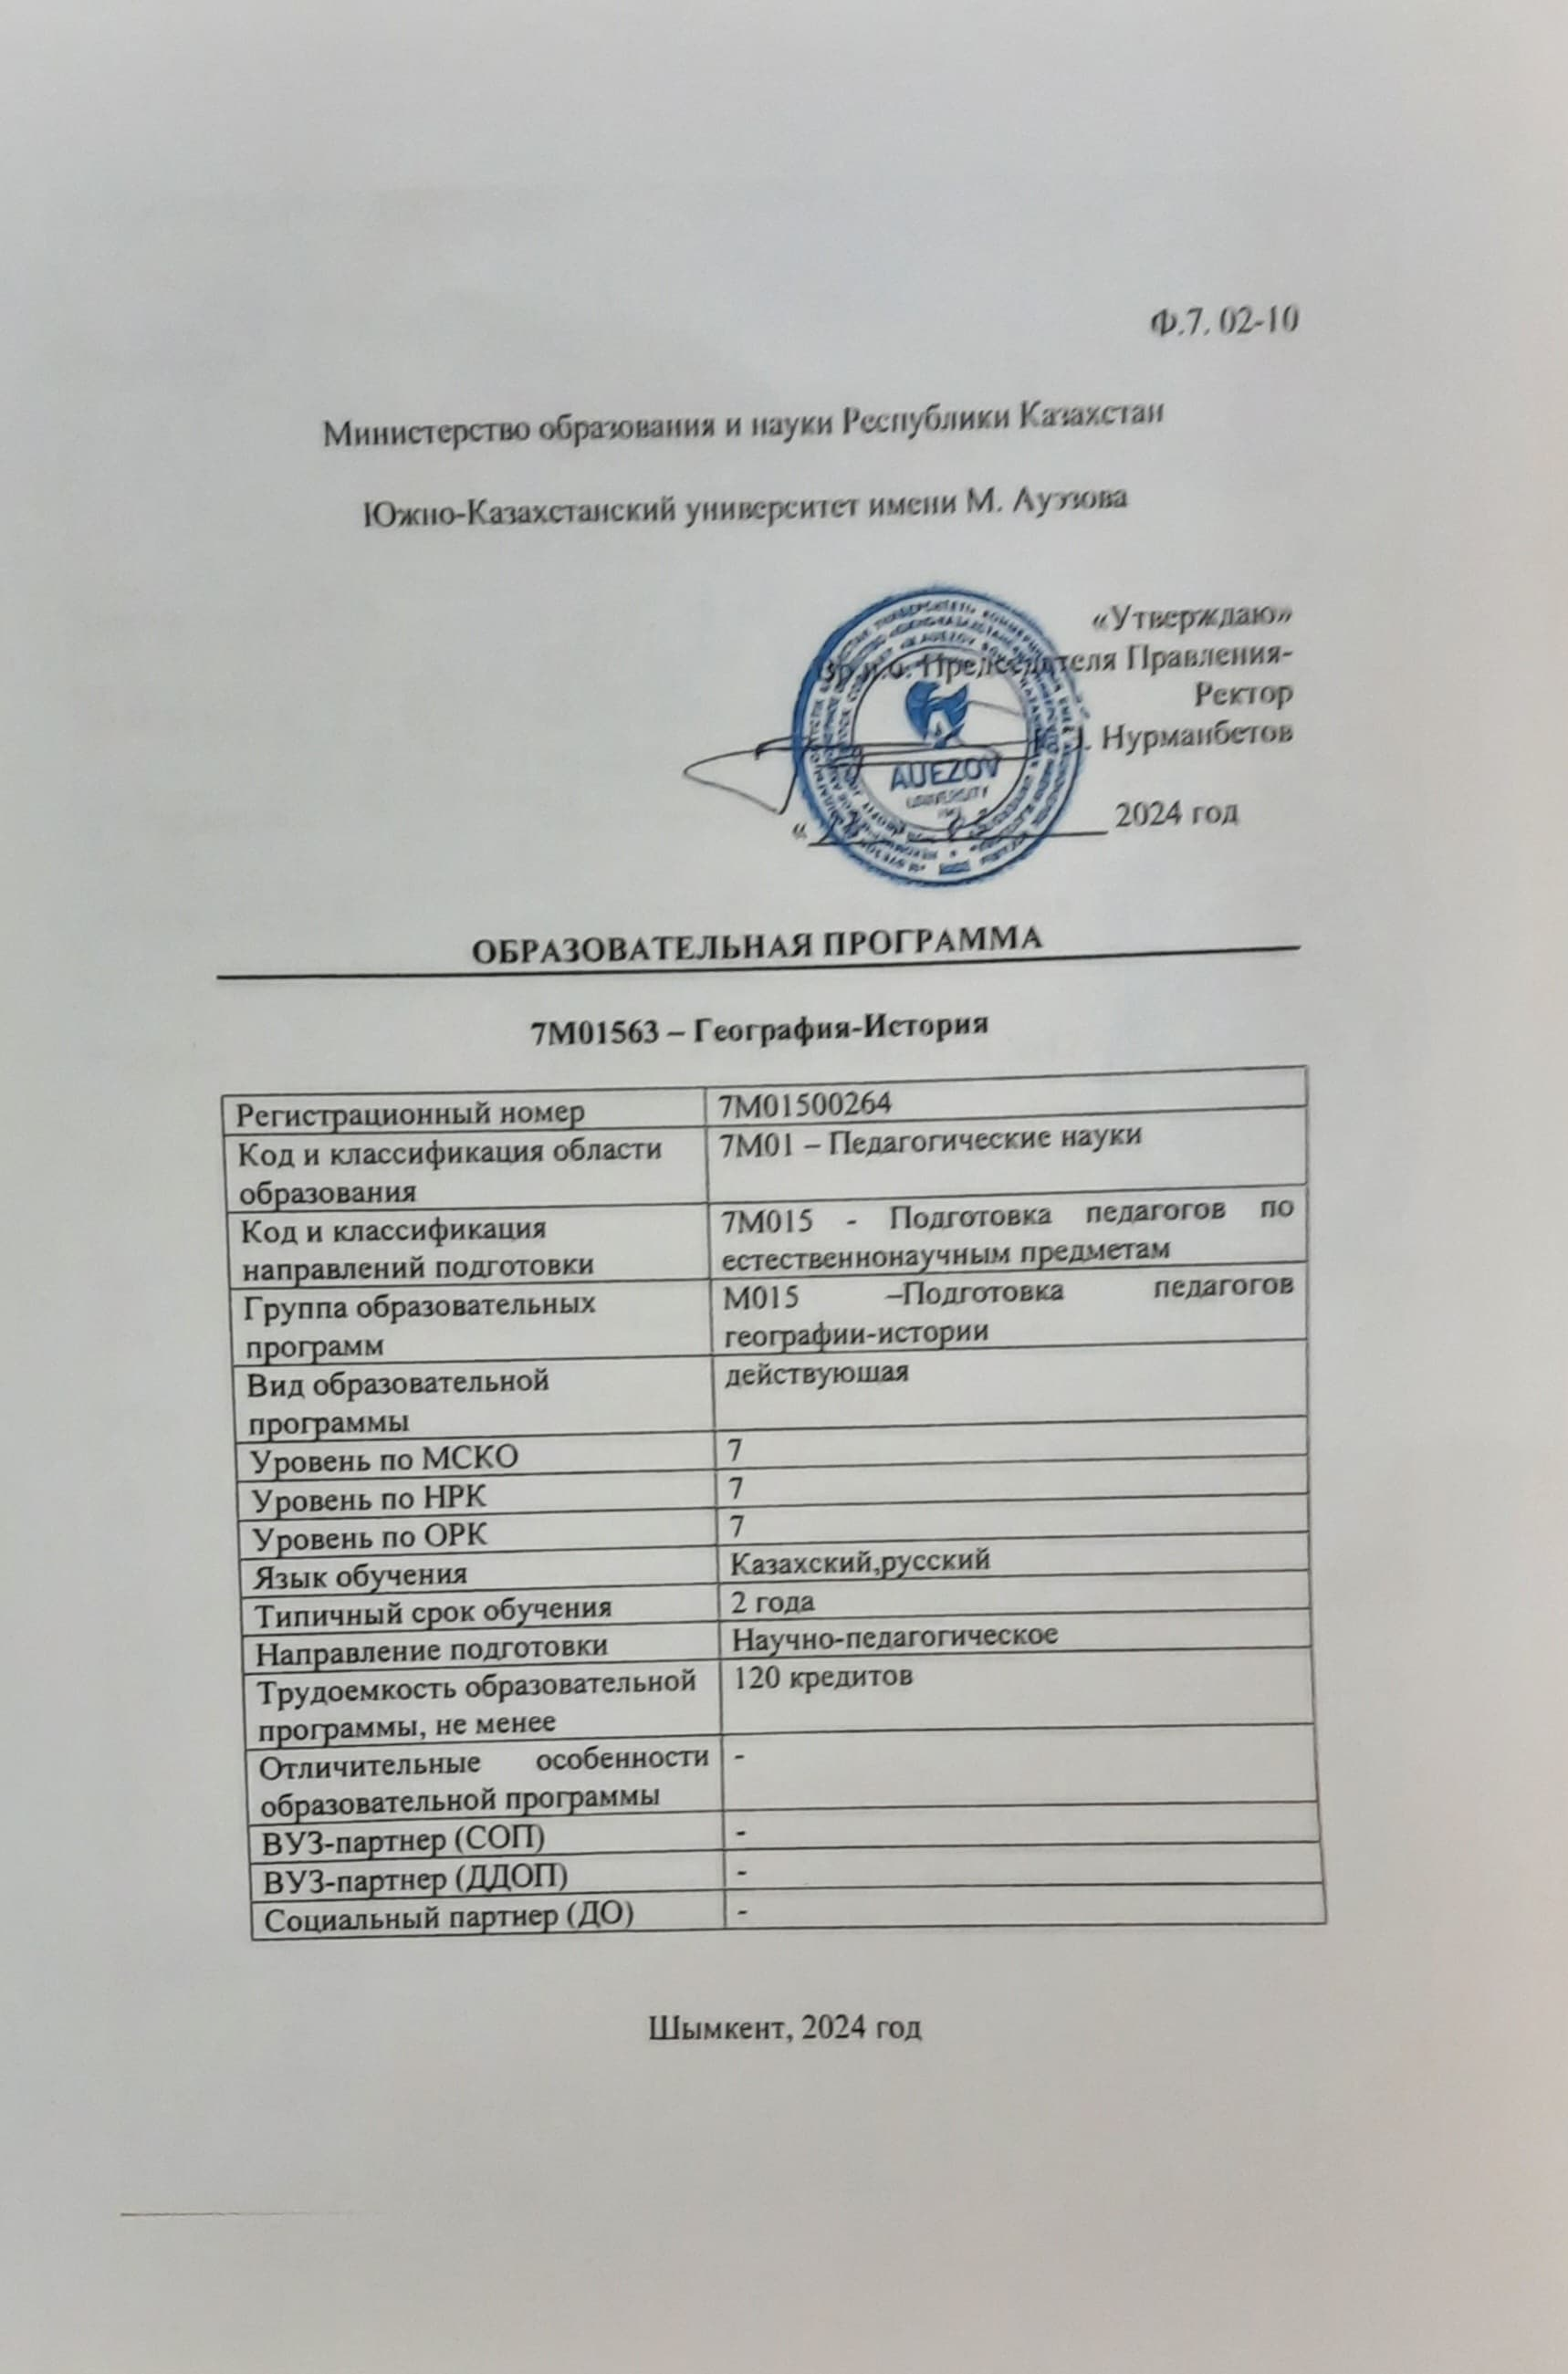 Ф.7. 02-10
Министерство образования и науки Республики Казахстан
Южно-Казахстанский университет имени М. Ауэзова
«Утверждаю»
Председателя Правления-
Ректор
Нурманбетов
AUEZOV
UNIVERSITY
« 2024 год
ОБРАЗОВАТЕЛЬНАЯ ПРОГРАММА
7М01563 – География-История
Регистрационный номер 7М01500264
Код и классификация области 7М01 – Педагогические науки
образования
Код и классификация 7М015 - Подготовка педагогов по
направлений подготовки естественнонаучным предметам
Группа образовательных М015 –Подготовка педагогов
программ географии-истории
Вид образовательной действующая
программы
Уровень по МСКО 7
Уровень по НРК 7
Уровень по ОРК 7
Язык обучения Казахский,русский
Типичный срок обучения 2 года
Направление подготовки Научно-педагогическое
Трудоемкость образовательной 120 кредитов
программы, не менее
Отличительные особенности -
образовательной программы
ВУЗ-партнер (СОП) -
ВУЗ-партнер (ДДОП) -
Социальный партнер (ДО) -
Шымкент, 2024 год